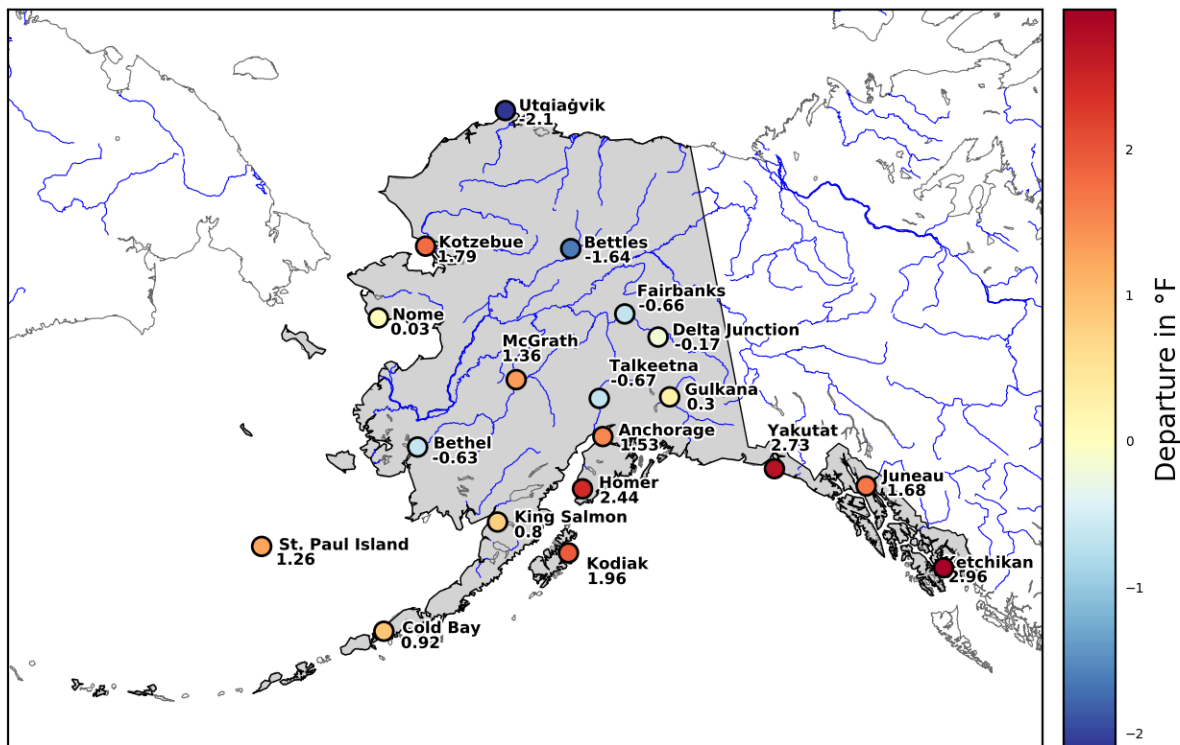 Utqiaġvik
-2.1
Kotzebue
1.79
Bettles
-1.64
Fairbanks
-0.66
Nome
0.03
Delta Junction
-0.17
McGrath
1.36
Talkeetna
-0.67
Gulkana
0.3
Anchorage
1.53
Bethel
-0.63
Yakutat
2.73
Homer
2.44
Juneau
1.68
King Salmon
0.8
St. Paul Island
1.26
Kodiak
1.96
Ketchikan
2.96
Cold Bay
0.92
2
1
0
−1
−2
Departure in °F